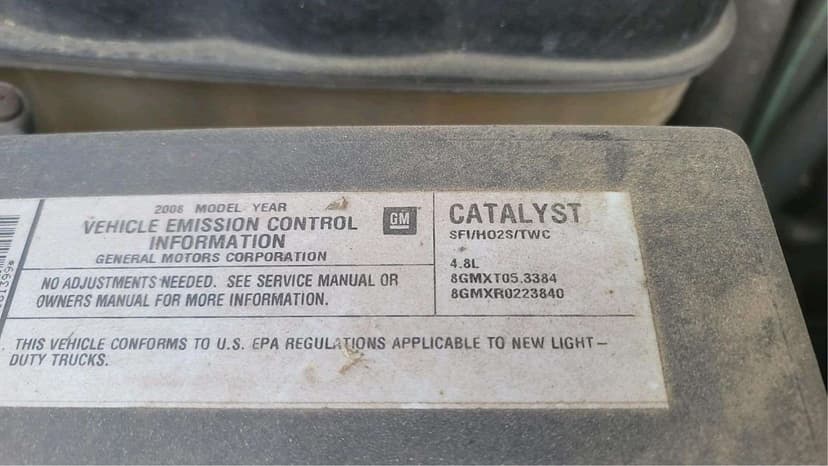 2008 MODEL YEAR
VEHICLE EMISSION CONTROL
INFORMATION
GENERAL MOTORS CORPORATION
GM
NO ADJUSTMENTS NEEDED. SEE SERVICE MANUAL OR
OWNERS MANUAL FOR MORE INFORMATION.
CATALYST
SFI/HO2S/TWC
4.8L
8GMXT05.3384
8GMXR0223840
THIS VEHICLE CONFORMS TO U.S. EPA REGULATIONS APPLICABLE TO NEW LIGHT-
DUTY TRUCKS.